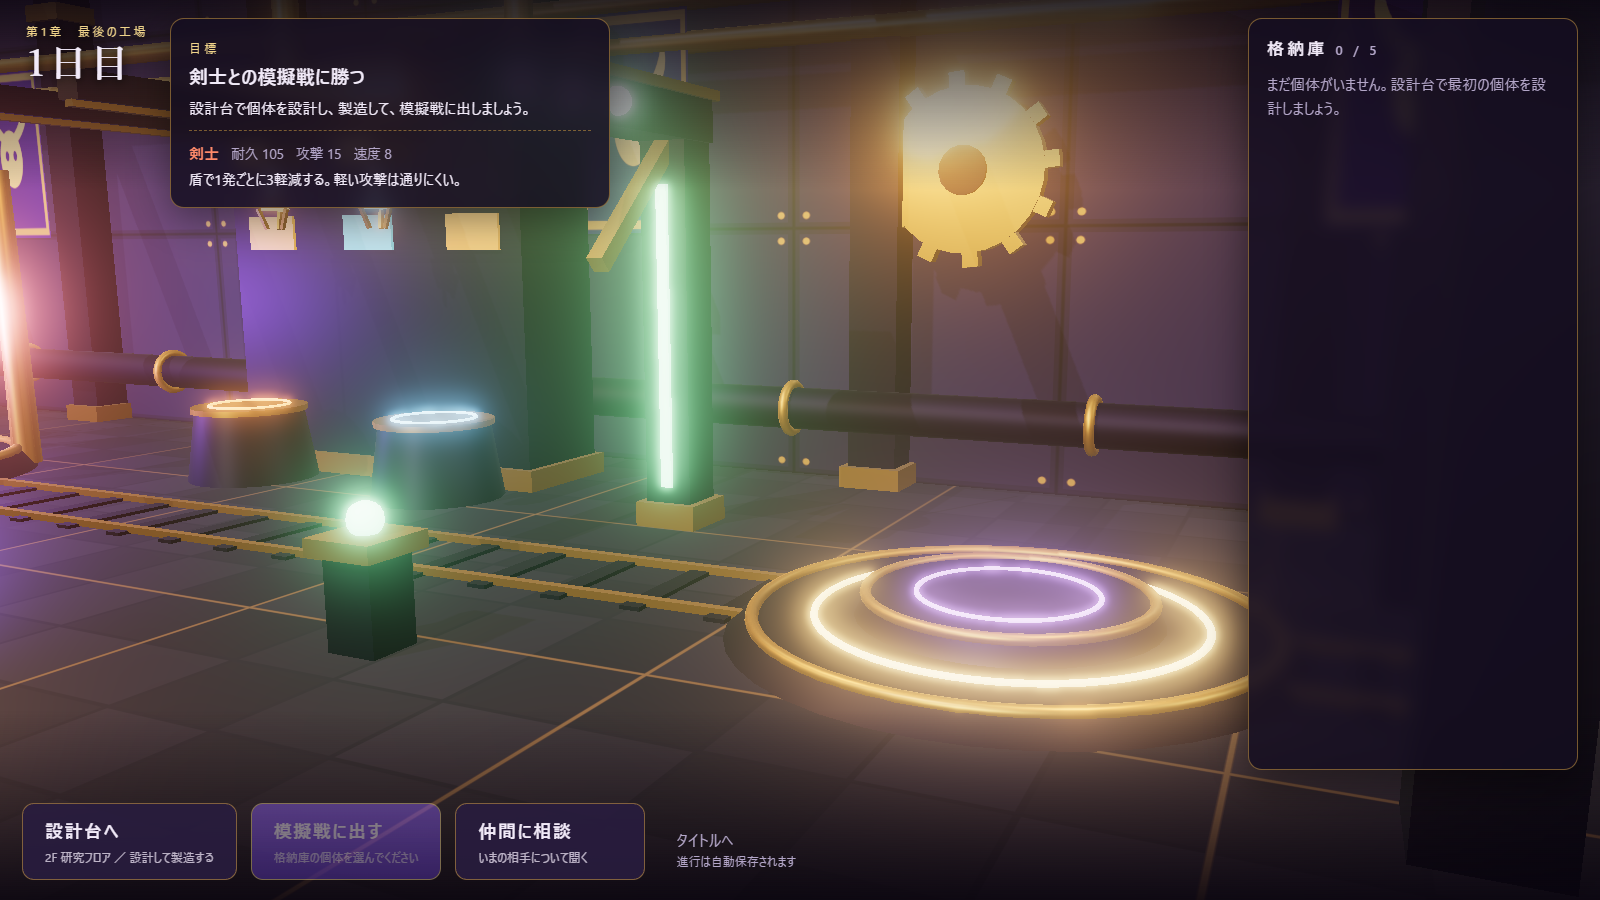 第1章 最後の工場
1日目
目標
剣士との模擬戦に勝つ
設計台で個体を設計し、製造して、模擬戦に出しましょう。
剣士 耐久 105 攻撃 15 速度 8
盾で1発ごとに3軽減する。軽い攻撃は通りにくい。
格納庫 0 / 5
まだ個体がいません。設計台で最初の個体を設
計しましょう。
設計台へ
2F 研究フロア ／ 設計して製造する
模擬戦に出す
格納庫の個体を選んでください
仲間に相談
いまの相手について聞く
タイトルへ
進行は自動保存されます